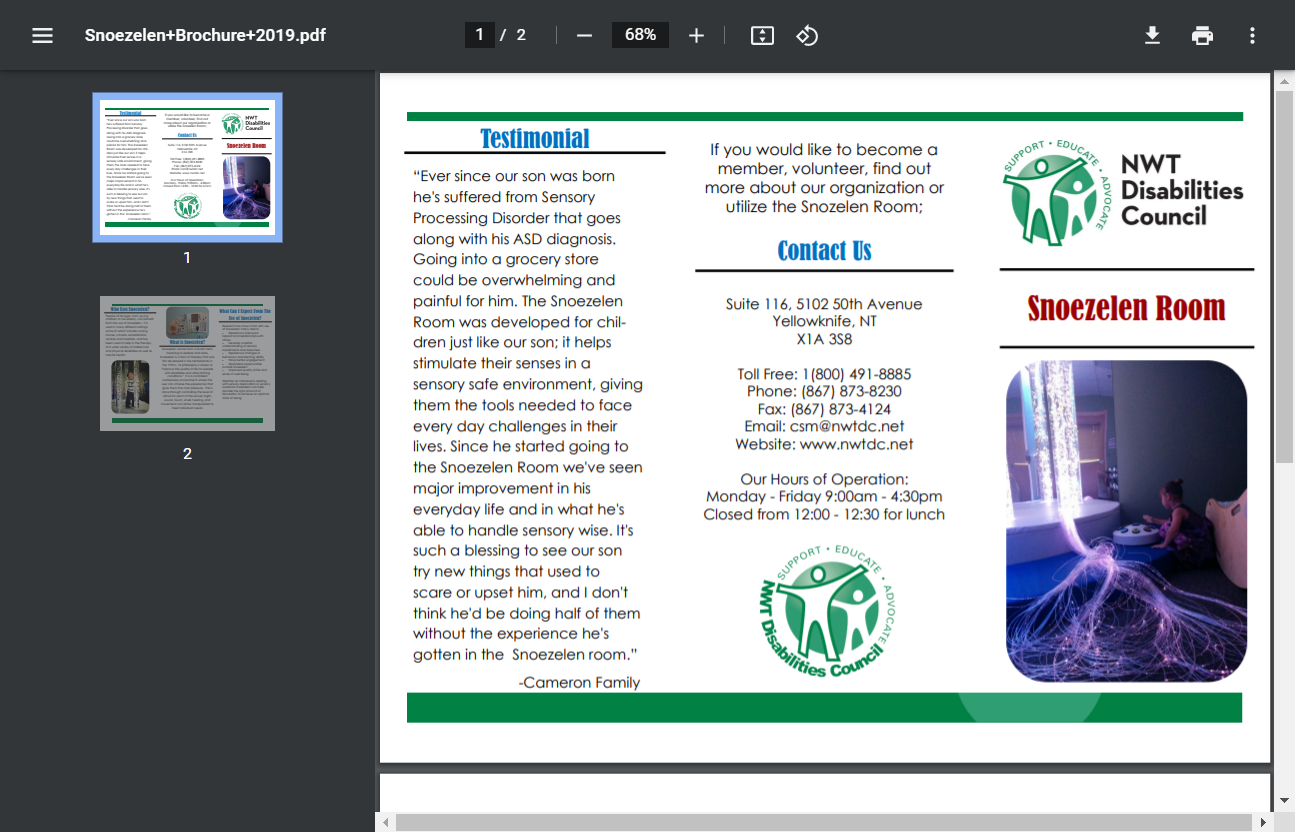 Snoezelen+Brochure+2019.pdf
1 / 2
68%
1
2
Testimonial
“Ever since our son was born
he's suffered from Sensory
Processing Disorder that goes
along with his ASD diagnosis.
Going into a grocery store
could be overwhelming and
painful for him. The Snoezelen
Room was developed for chil-
dren just like our son; it helps
stimulate their senses in a
sensory safe environment, giving
them the tools needed to face
every day challenges in their
lives. Since he started going to
the Snoezelen Room we've seen
major improvement in his
everyday life and in what he's
able to handle sensory wise. It's
such a blessing to see our son
try new things that used to
scare or upset him, and I don't
think he'd be doing half of them
without the experience he's
gotten in the Snoezelen room.”
-Cameron Family
If you would like to become a
member, volunteer, find out
more about our organization or
utilize the Snozelen Room;
Contact Us
Suite 116, 5102 50th Avenue
Yellowknife, NT
X1A 3S8
Toll Free: 1(800) 491-8885
Phone: (867) 873-8230
Fax: (867) 873-4124
Email: csm@nwtdc.net
Website: www.nwtdc.net
Our Hours of Operation:
Monday - Friday 9:00am - 4:30pm
Closed from 12:00 - 12:30 for lunch
SUPPORT • EDUCATE • ADVOCATE
NWT Disabilities Council
SUPPORT • EDUCATE • ADVOCATE
NWT
Disabilities
Council
Snoezelen Room